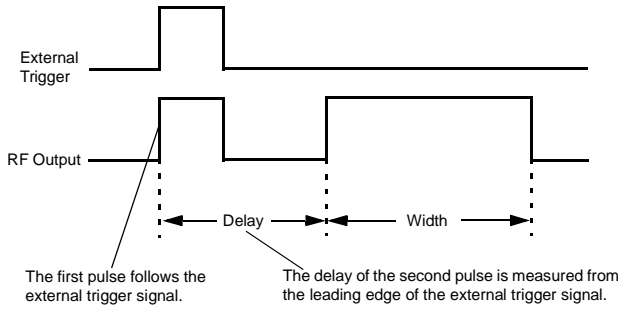 External
Trigger
RF Output
Delay
Width
The first pulse follows the
external trigger signal.
The delay of the second pulse is measured from
the leading edge of the external trigger signal.